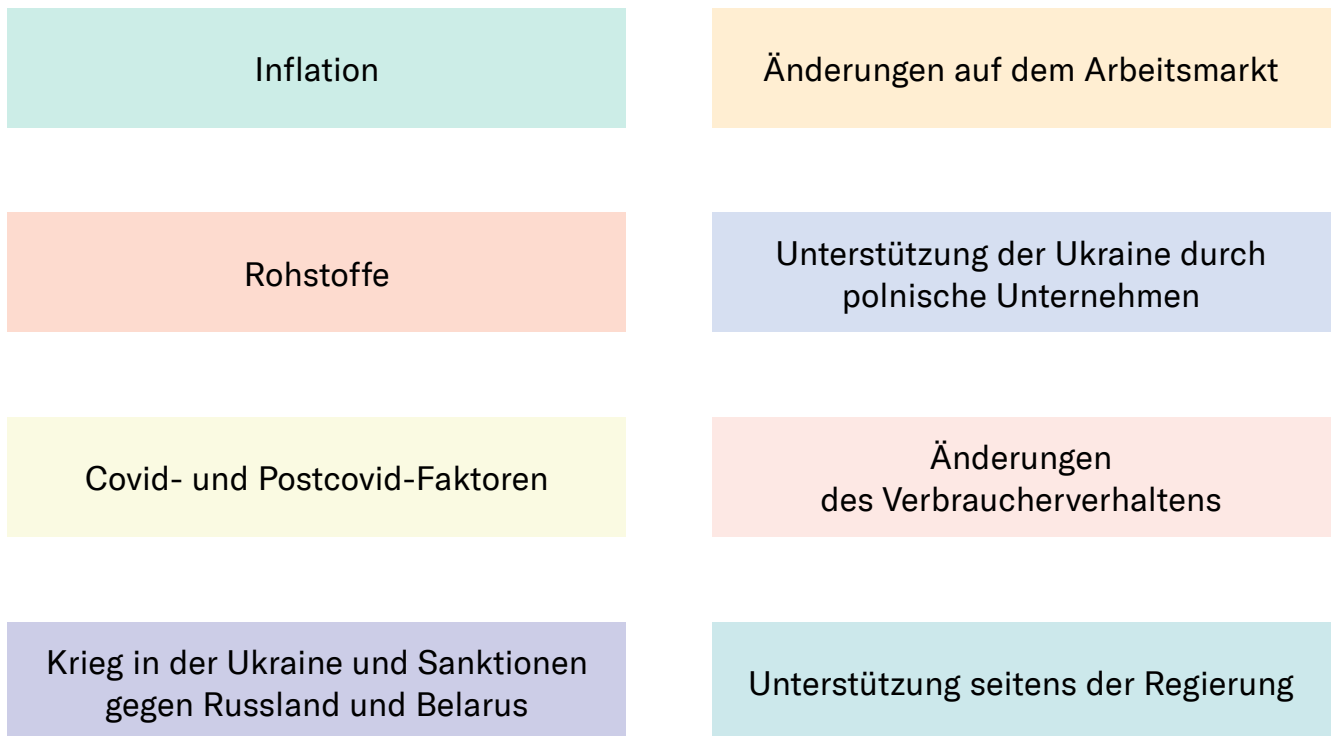 Inflation
Änderungen auf dem Arbeitsmarkt
Rohstoffe
Unterstützung der Ukraine durch
polnische Unternehmen
Covid- und Postcovid-Faktoren
Änderungen
des Verbraucherverhaltens
Krieg in der Ukraine und Sanktionen
gegen Russland und Belarus
Unterstützung seitens der Regierung